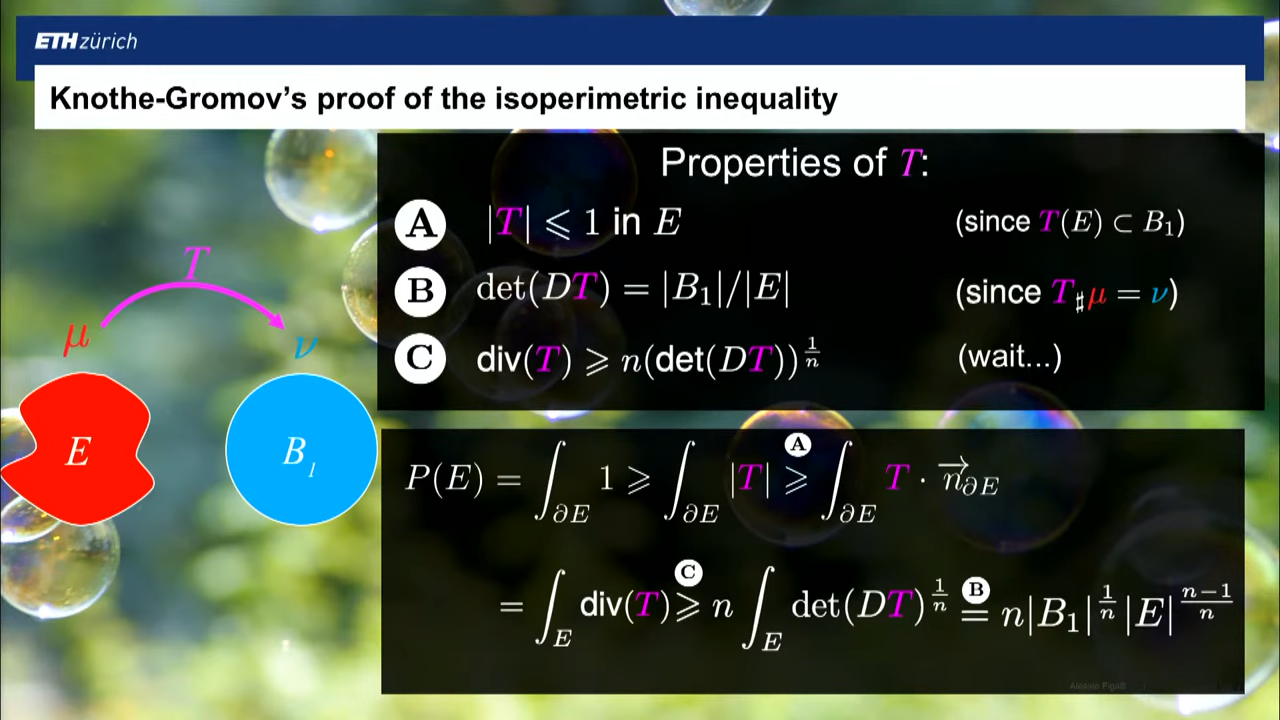 ETH zürich
Knothe-Gromov’s proof of the isoperimetric inequality
Properties of T:
A |T| ⩽ 1 in E (since T(E) ⊂ B₁)
B det(DT) = |B₁|/|E| (since T♯μ = ν)
C div(T) ⩾ n(det(DT))^{1/n} (wait...)
T
μ
ν
E
B₁
P(E) = ∫_{∂E} 1 ⩾ ∫_{∂E} |T| ⩾^{A} ∫_{∂E} T · \overrightarrow{n}_{∂E}
= ∫_E div(T) ⩾^{C} n ∫_E det(DT)^{1/n} =^{B} n|B₁|^{1/n} |E|^{(n−1)/n}